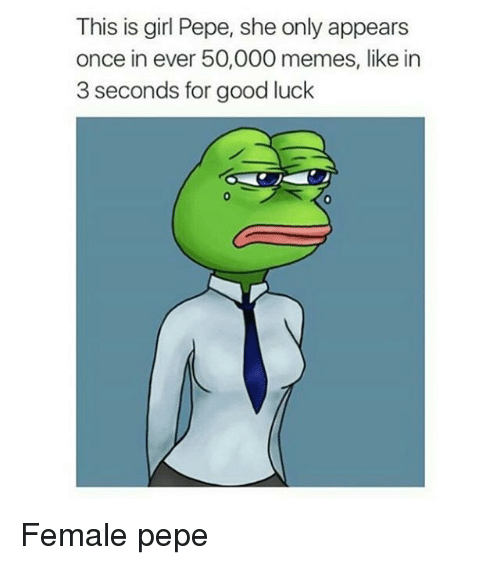 This is girl Pepe, she only appears
once in ever 50,000 memes, like in
3 seconds for good luck
Female pepe